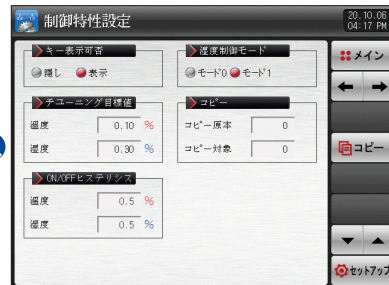 制御特性設定
20.10.06
04:17 PM
キー表示可否
隠し 表示
湿度制御モード
モード0 モード1
チューニング目標値
温度 0.10 %
湿度 0.30 %
コピー
コピー原本 0
コピー対象 0
ON/OFFヒステリシス
温度 0.5 %
湿度 0.5 %
メイン
コピー
セットアップ